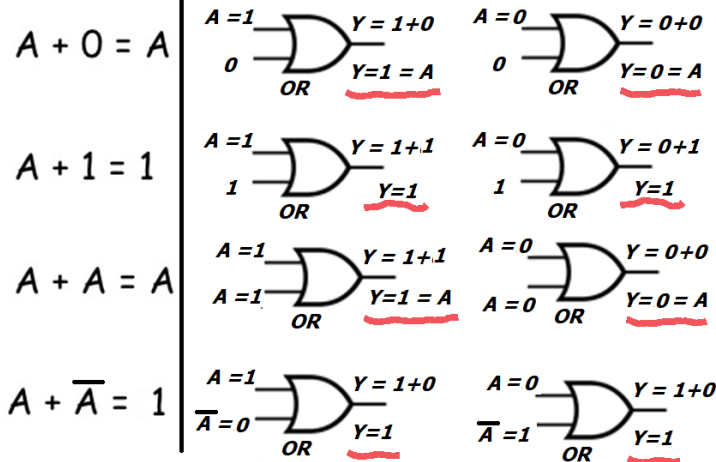 A + 0 = A
A =1
Y = 1+0
0
Y=1 = A
OR
A = 0
Y = 0+0
0
Y=0 = A
OR
A + 1 = 1
A =1
Y = 1+1
1
Y=1
OR
A = 0
Y = 0+1
1
Y=1
OR
A + A = A
A =1
Y = 1+1
A =1
Y=1 = A
OR
A = 0
Y = 0+0
A = 0
Y=0 = A
OR
A + A̅ = 1
A =1
Y = 1+0
A̅ = 0
Y=1
OR
A = 0
Y = 1+0
A̅ =1
Y=1
OR